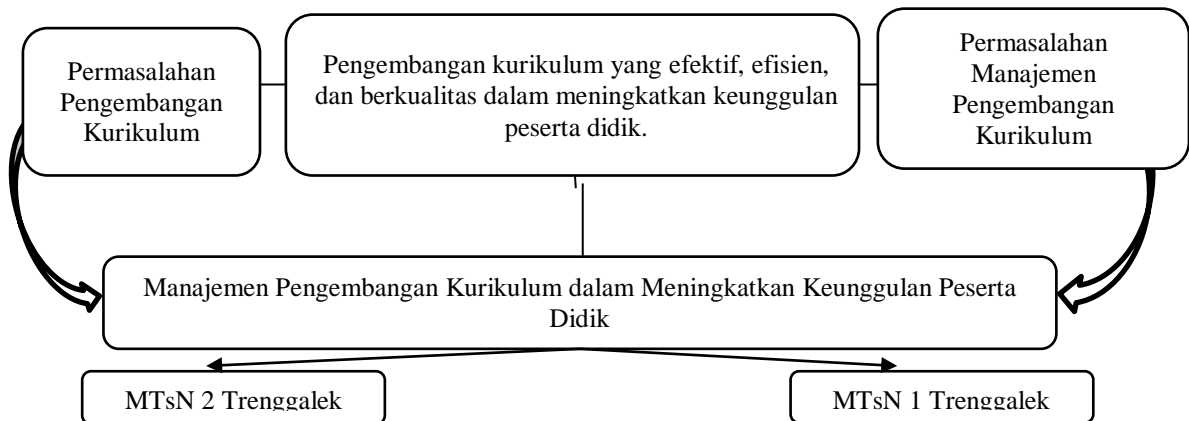 Permasalahan
Pengembangan
Kurikulum
Pengembangan kurikulum yang efektif, efisien,
dan berkualitas dalam meningkatkan keunggulan
peserta didik.
Permasalahan
Manajemen
Pengembangan
Kurikulum
Manajemen Pengembangan Kurikulum dalam Meningkatkan Keunggulan Peserta
Didik
MTsN 2 Trenggalek
MTsN 1 Trenggalek